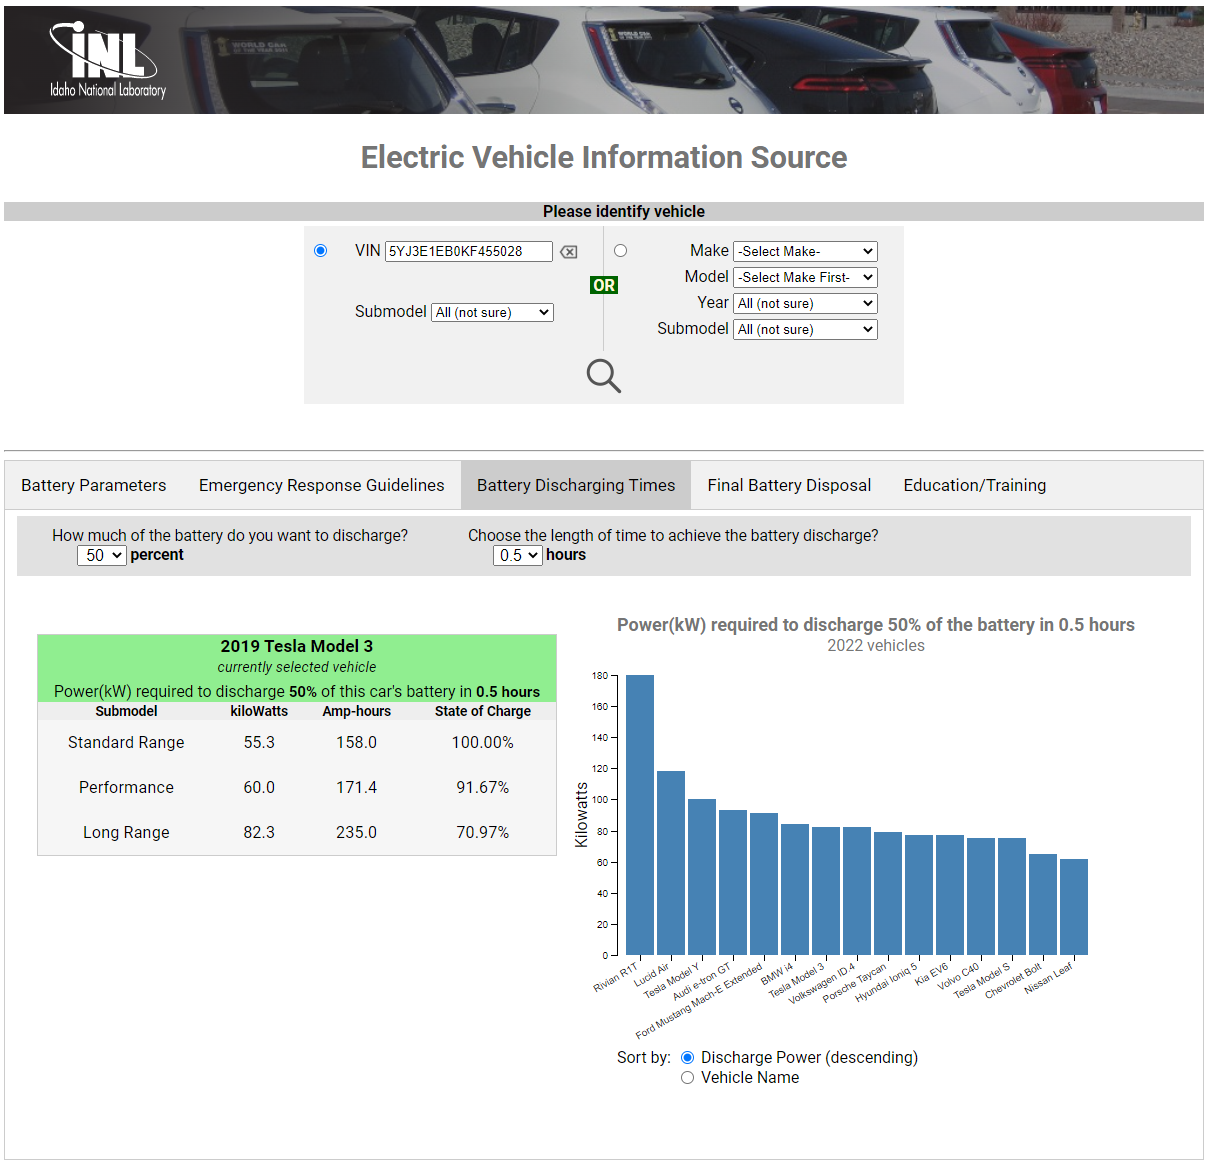 INL
Idaho National Laboratory
WORLD CAR
Electric Vehicle Information Source
Please identify vehicle
VIN 5YJ3E1EB0KF455028
Submodel All (not sure)
OR
Make -Select Make-
Model -Select Make First-
Year All (not sure)
Submodel All (not sure)
Battery Parameters Emergency Response Guidelines Battery Discharging Times Final Battery Disposal Education/Training
How much of the battery do you want to discharge?
50 percent
Choose the length of time to achieve the battery discharge?
0.5 hours
2019 Tesla Model 3
currently selected vehicle
Power(kW) required to discharge 50% of this car's battery in 0.5 hours
Submodel kiloWatts Amp-hours State of Charge
Standard Range 55.3 158.0 100.00%
Performance 60.0 171.4 91.67%
Long Range 82.3 235.0 70.97%
Power(kW) required to discharge 50% of the battery in 0.5 hours
2022 vehicles
Kilowatts
180
160
140
120
100
80
60
40
20
0
Rivian R1T
Lucid Air
Tesla Model Y
Audi e-tron GT
Ford Mustang Mach-E Extended
BMW i4
Tesla Model 3
Volkswagen ID.4
Porsche Taycan
Hyundai Ioniq 5
Kia EV6
Volvo C40
Tesla Model S
Chevrolet Bolt
Nissan Leaf
Sort by: Discharge Power (descending)
Vehicle Name